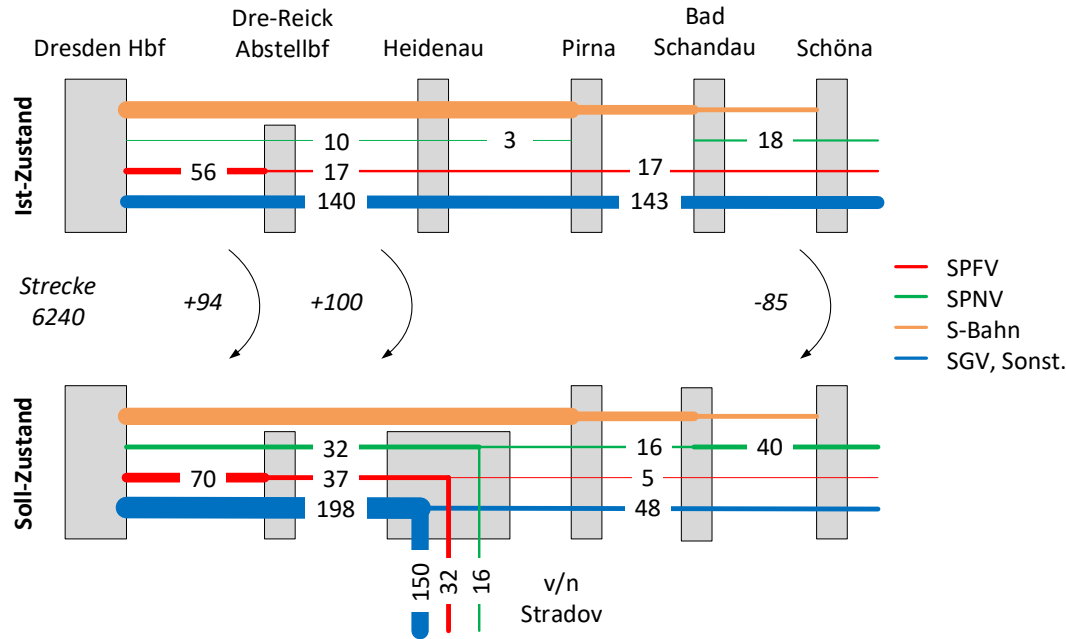 Dresden Hbf
Dre-Reick
Abstellbf
Heidenau
Pirna
Bad
Schandau
Schöna
Ist-Zustand
10
3
18
56
17
17
140
143
Strecke
6240
+94
+100
-85
SPFV
SPNV
S-Bahn
SGV, Sonst.
Soll-Zustand
32
16
40
70
37
5
198
48
150
32
16
v/n
Stradov